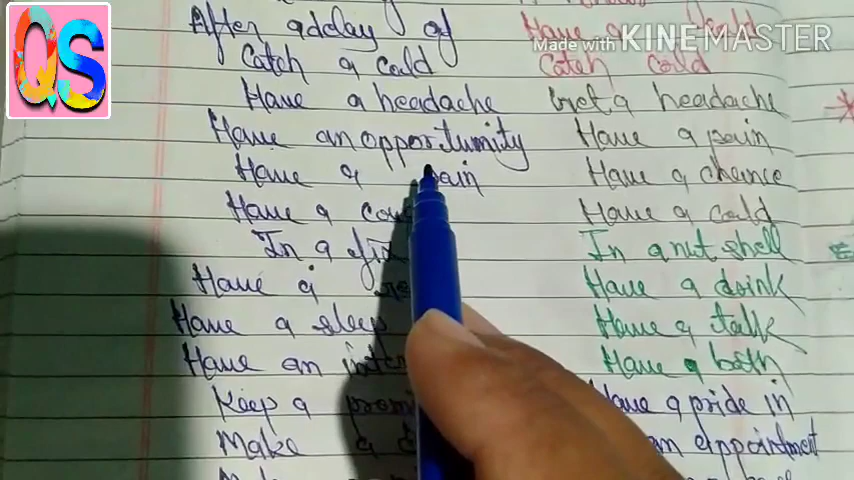 QS
After a delay of
Made with KINEMASTER
Catch a cold Catch cold
Have a headache Get a headache
Have an opportunity Have a pain
Have a pain Have a chance
Have a Have a cold
In a fix In a nut shell
Have a Have a drink
Have a sleep Have a talk
Have an Have a bath
Keep a Have a pride in
Make a an appointment